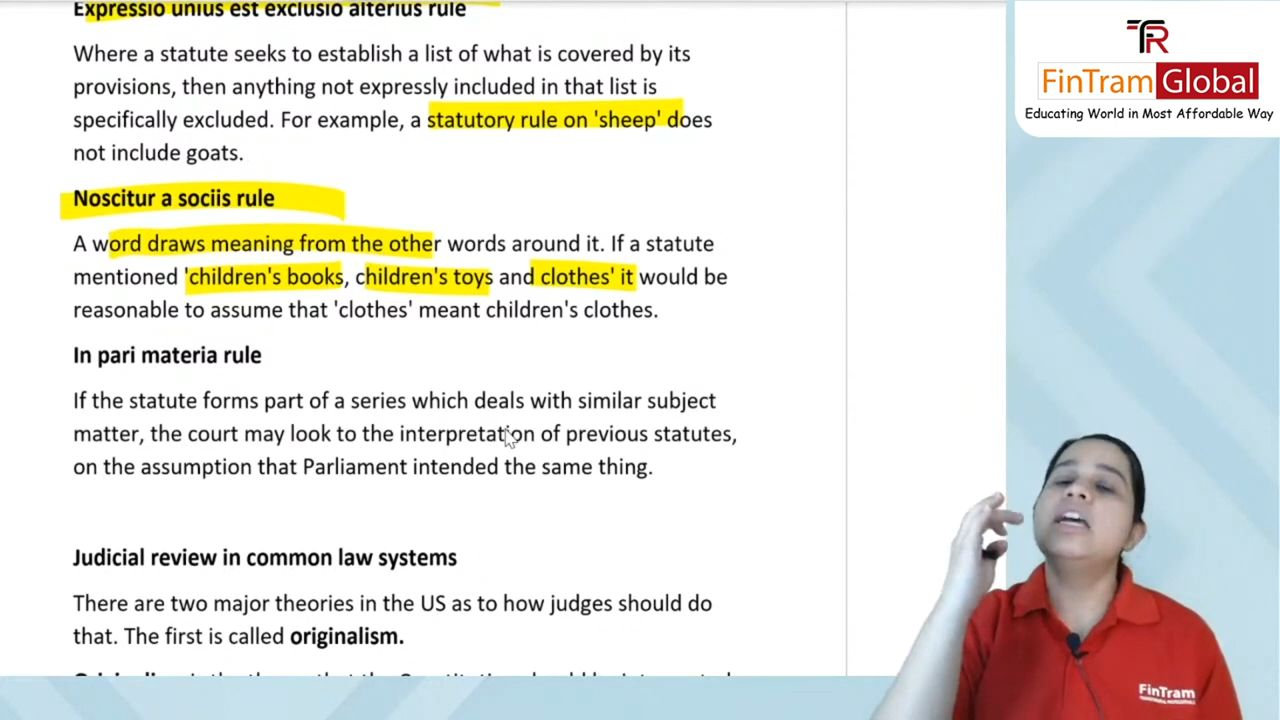 Expressio unius est exclusio alterius rule
Where a statute seeks to establish a list of what is covered by its
provisions, then anything not expressly included in that list is
specifically excluded. For example, a statutory rule on 'sheep' does
not include goats.
Noscitur a sociis rule
A word draws meaning from the other words around it. If a statute
mentioned 'children's books, children's toys and clothes' it would be
reasonable to assume that 'clothes' meant children's clothes.
In pari materia rule
If the statute forms part of a series which deals with similar subject
matter, the court may look to the interpretation of previous statutes,
on the assumption that Parliament intended the same thing.
Judicial review in common law systems
There are two major theories in the US as to how judges should do
that. The first is called originalism.
FinTram Global
Educating World in Most Affordable Way
FinTram